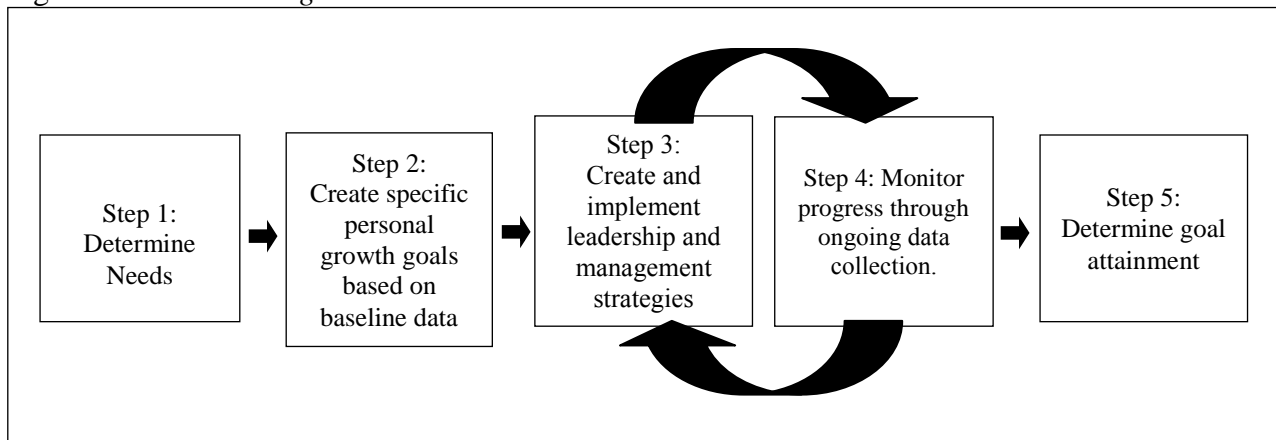 Step 1:
Determine
Needs
Step 2:
Create specific
personal
growth goals
based on
baseline data
Step 3:
Create and
implement
leadership and
management
strategies
Step 4: Monitor
progress through
ongoing data
collection.
Step 5:
Determine goal
attainment